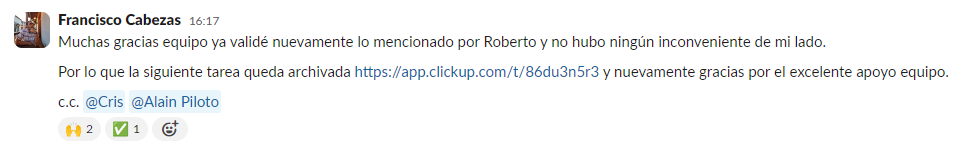 Francisco Cabezas 16:17
Muchas gracias equipo ya validé nuevamente lo mencionado por Roberto y no hubo ningún inconveniente de mi lado.
Por lo que la siguiente tarea queda archivada https://app.clickup.com/t/86du3n5r3 y nuevamente gracias por el excelente apoyo equipo.
c.c. @Cris @Alain Piloto
2 1